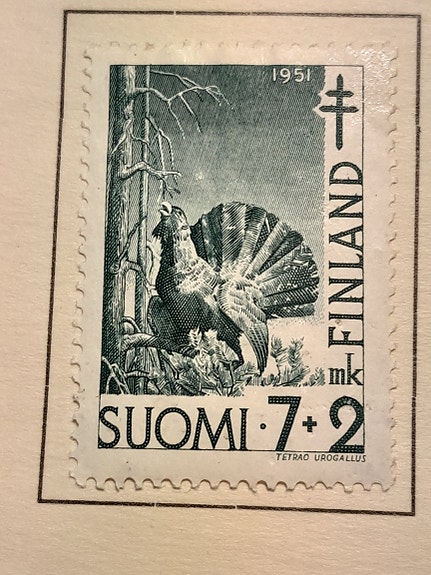 1951
FINLAND
mk
SUOMI · 7 + 2
TETRAO UROGALLUS